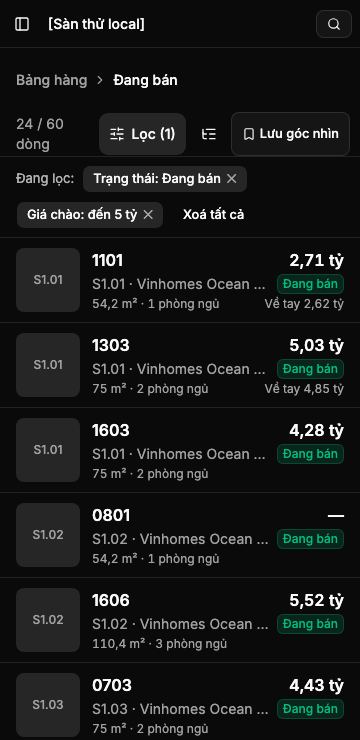 [Sàn thử local]
Bảng hàng > Đang bán
24 / 60 dòng
Lọc (1)
Lưu góc nhìn
Đang lọc:
Trạng thái: Đang bán ×
Giá chào: đến 5 tỷ ×
Xoá tất cả
S1.01
1101
2,71 tỷ
S1.01 · Vinhomes Ocean ...
Đang bán
54,2 m² · 1 phòng ngủ
Về tay 2,62 tỷ
S1.01
1303
5,03 tỷ
S1.01 · Vinhomes Ocean ...
Đang bán
75 m² · 2 phòng ngủ
Về tay 4,85 tỷ
S1.01
1603
4,28 tỷ
S1.01 · Vinhomes Ocean ...
Đang bán
75 m² · 2 phòng ngủ
S1.02
0801
—
S1.02 · Vinhomes Ocean ...
Đang bán
54,2 m² · 1 phòng ngủ
S1.02
1606
5,52 tỷ
S1.02 · Vinhomes Ocean ...
Đang bán
110,4 m² · 3 phòng ngủ
S1.03
0703
4,43 tỷ
S1.03 · Vinhomes Ocean ...
Đang bán
75 m² · 2 phòng ngủ